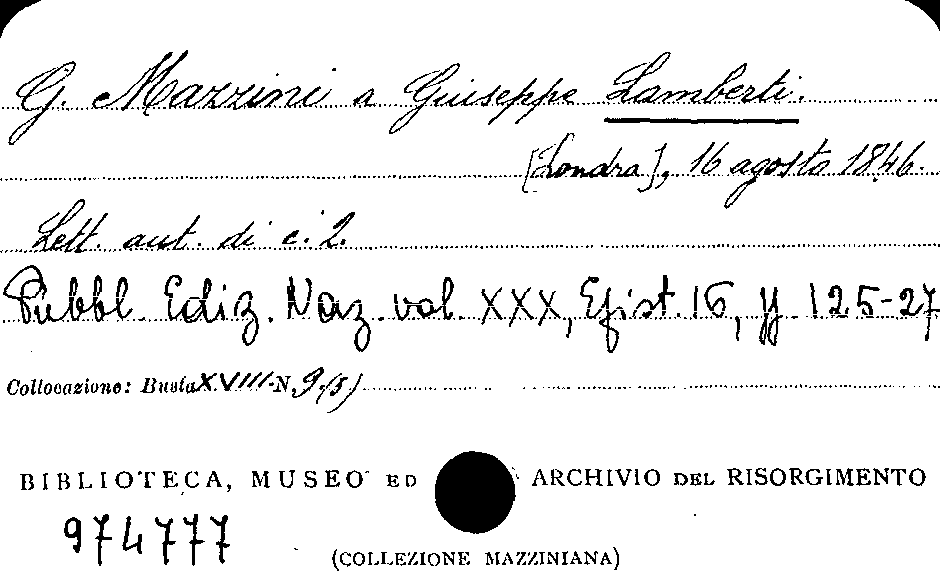 G. Mazzini a Giuseppe Lamberti.
[Londra], 16 agosto 1846.
Lett. aut. di c. 2.
Pubbl. Ediz. Naz. vol. XXX, Epist. 16, pp. 125-27
Collocazione: Busta XVIII-N. 9.(5)
BIBLIOTECA, MUSEO ED ARCHIVIO DEL RISORGIMENTO
974777
(COLLEZIONE MAZZINIANA)